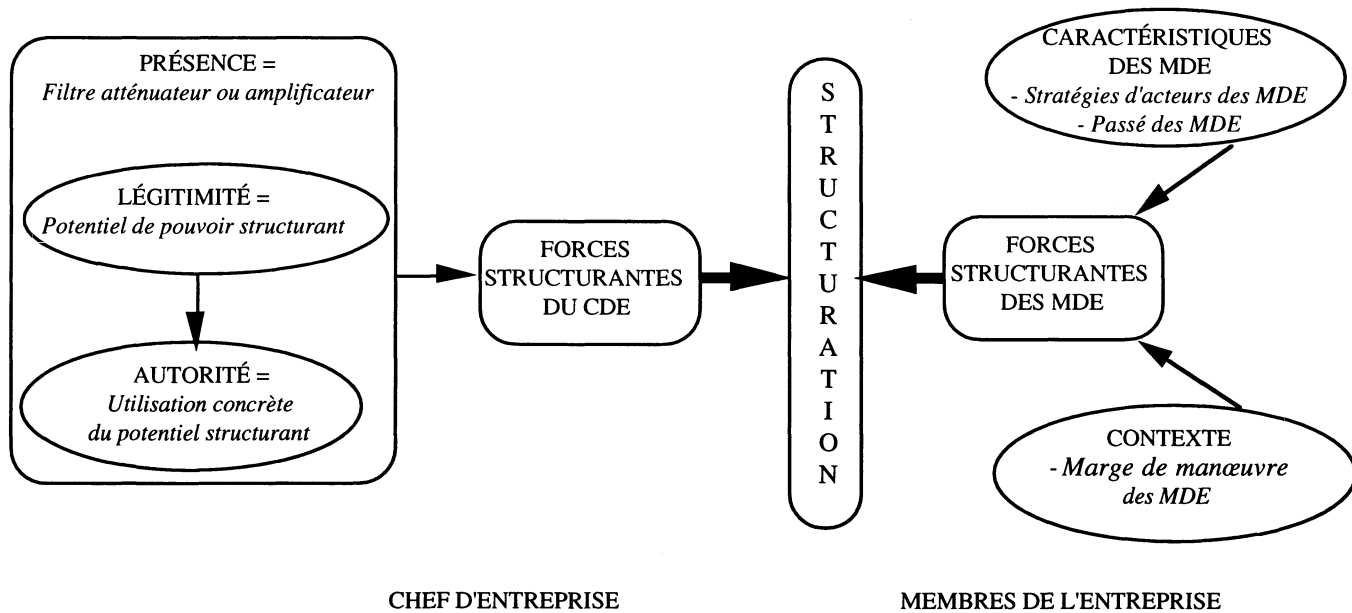 PRÉSENCE =
Filtre atténuateur ou amplificateur
LÉGITIMITÉ =
Potentiel de pouvoir structurant
AUTORITÉ =
Utilisation concrète
du potentiel structurant
FORCES
STRUCTURANTES
DU CDE
STRUCTURATION
CARACTÉRISTIQUES
DES MDE
- Stratégies d'acteurs des MDE
- Passé des MDE
FORCES
STRUCTURANTES
DES MDE
CONTEXTE
- Marge de manœuvre
des MDE
CHEF D'ENTREPRISE
MEMBRES DE L'ENTREPRISE